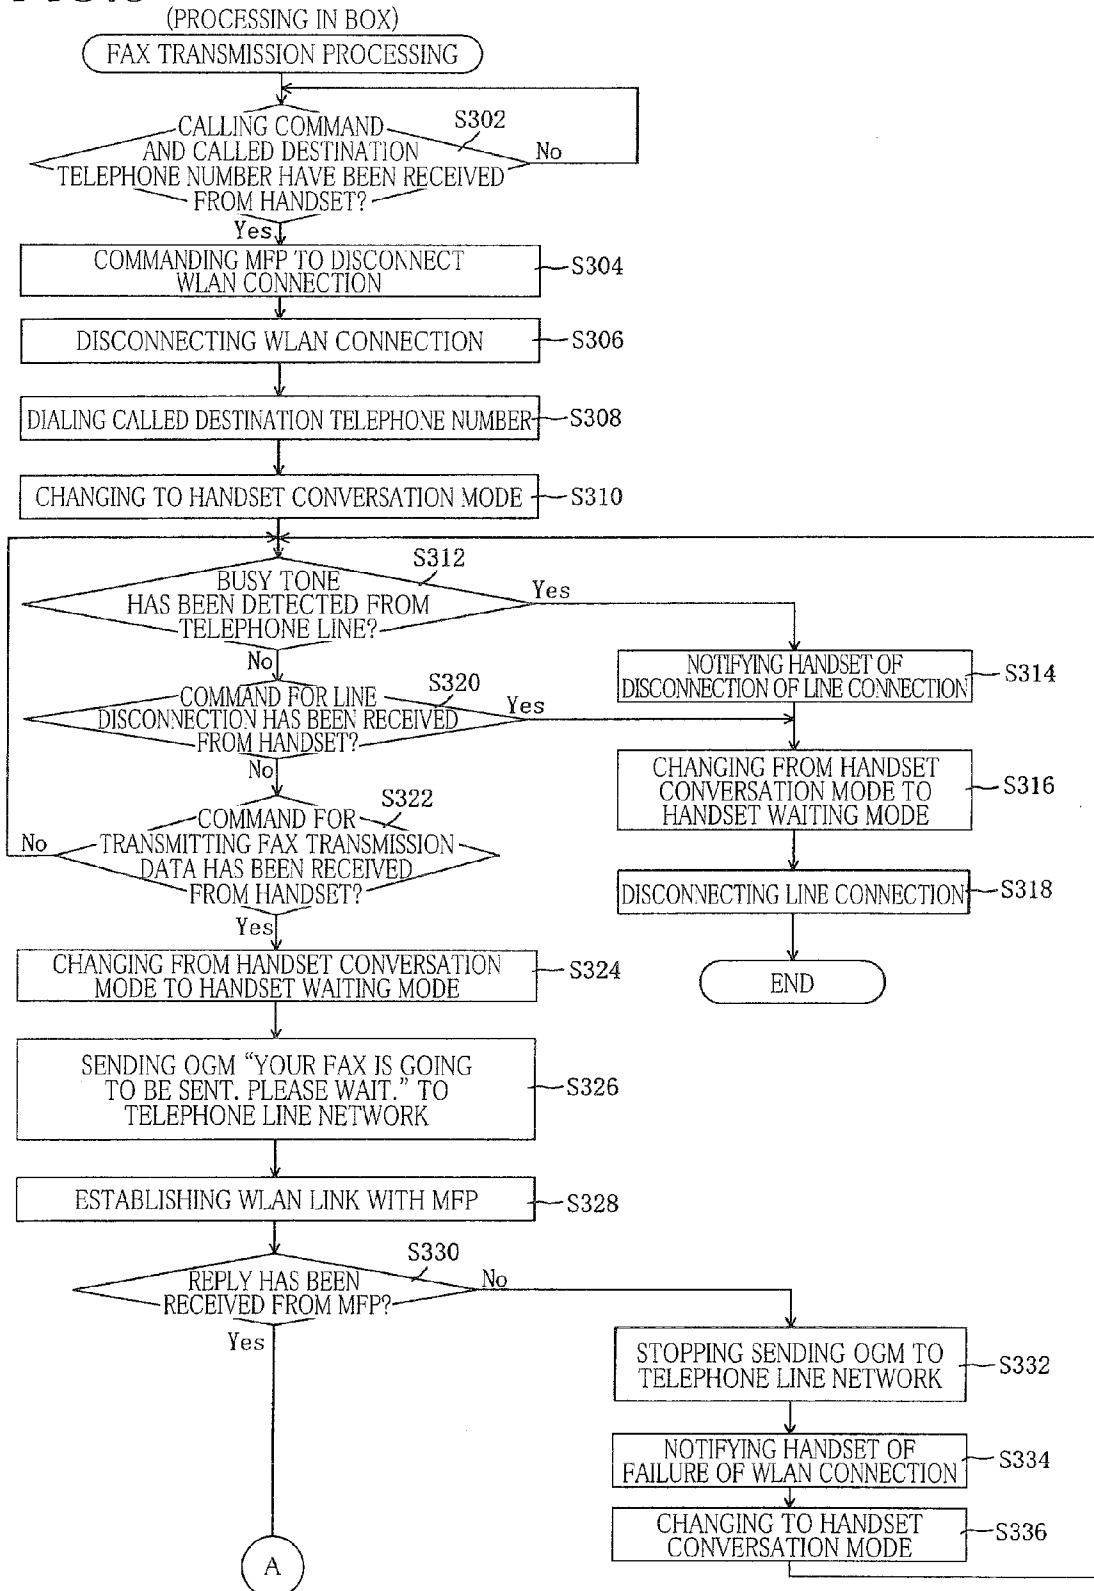 (PROCESSING IN BOX)
FAX TRANSMISSION PROCESSING
CALLING COMMAND
AND CALLED DESTINATION
TELEPHONE NUMBER HAVE BEEN RECEIVED
FROM HANDSET?
S302
No
Yes
COMMANDING MFP TO DISCONNECT
WLAN CONNECTION
S304
DISCONNECTING WLAN CONNECTION
S306
DIALING CALLED DESTINATION TELEPHONE NUMBER
S308
CHANGING TO HANDSET CONVERSATION MODE
S310
BUSY TONE
HAS BEEN DETECTED FROM
TELEPHONE LINE?
S312
Yes
No
NOTIFYING HANDSET OF
DISCONNECTION OF LINE CONNECTION
S314
COMMAND FOR LINE
DISCONNECTION HAS BEEN RECEIVED
FROM HANDSET?
S320
Yes
No
CHANGING FROM HANDSET
CONVERSATION MODE TO
HANDSET WAITING MODE
S316
COMMAND FOR
TRANSMITTING FAX TRANSMISSION
DATA HAS BEEN RECEIVED
FROM HANDSET?
S322
No
Yes
DISCONNECTING LINE CONNECTION
S318
END
CHANGING FROM HANDSET CONVERSATION
MODE TO HANDSET WAITING MODE
S324
SENDING OGM “YOUR FAX IS GOING
TO BE SENT. PLEASE WAIT.” TO
TELEPHONE LINE NETWORK
S326
ESTABLISHING WLAN LINK WITH MFP
S328
REPLY HAS BEEN
RECEIVED FROM MFP?
S330
No
Yes
STOPPING SENDING OGM TO
TELEPHONE LINE NETWORK
S332
NOTIFYING HANDSET OF
FAILURE OF WLAN CONNECTION
S334
CHANGING TO HANDSET
CONVERSATION MODE
S336
A